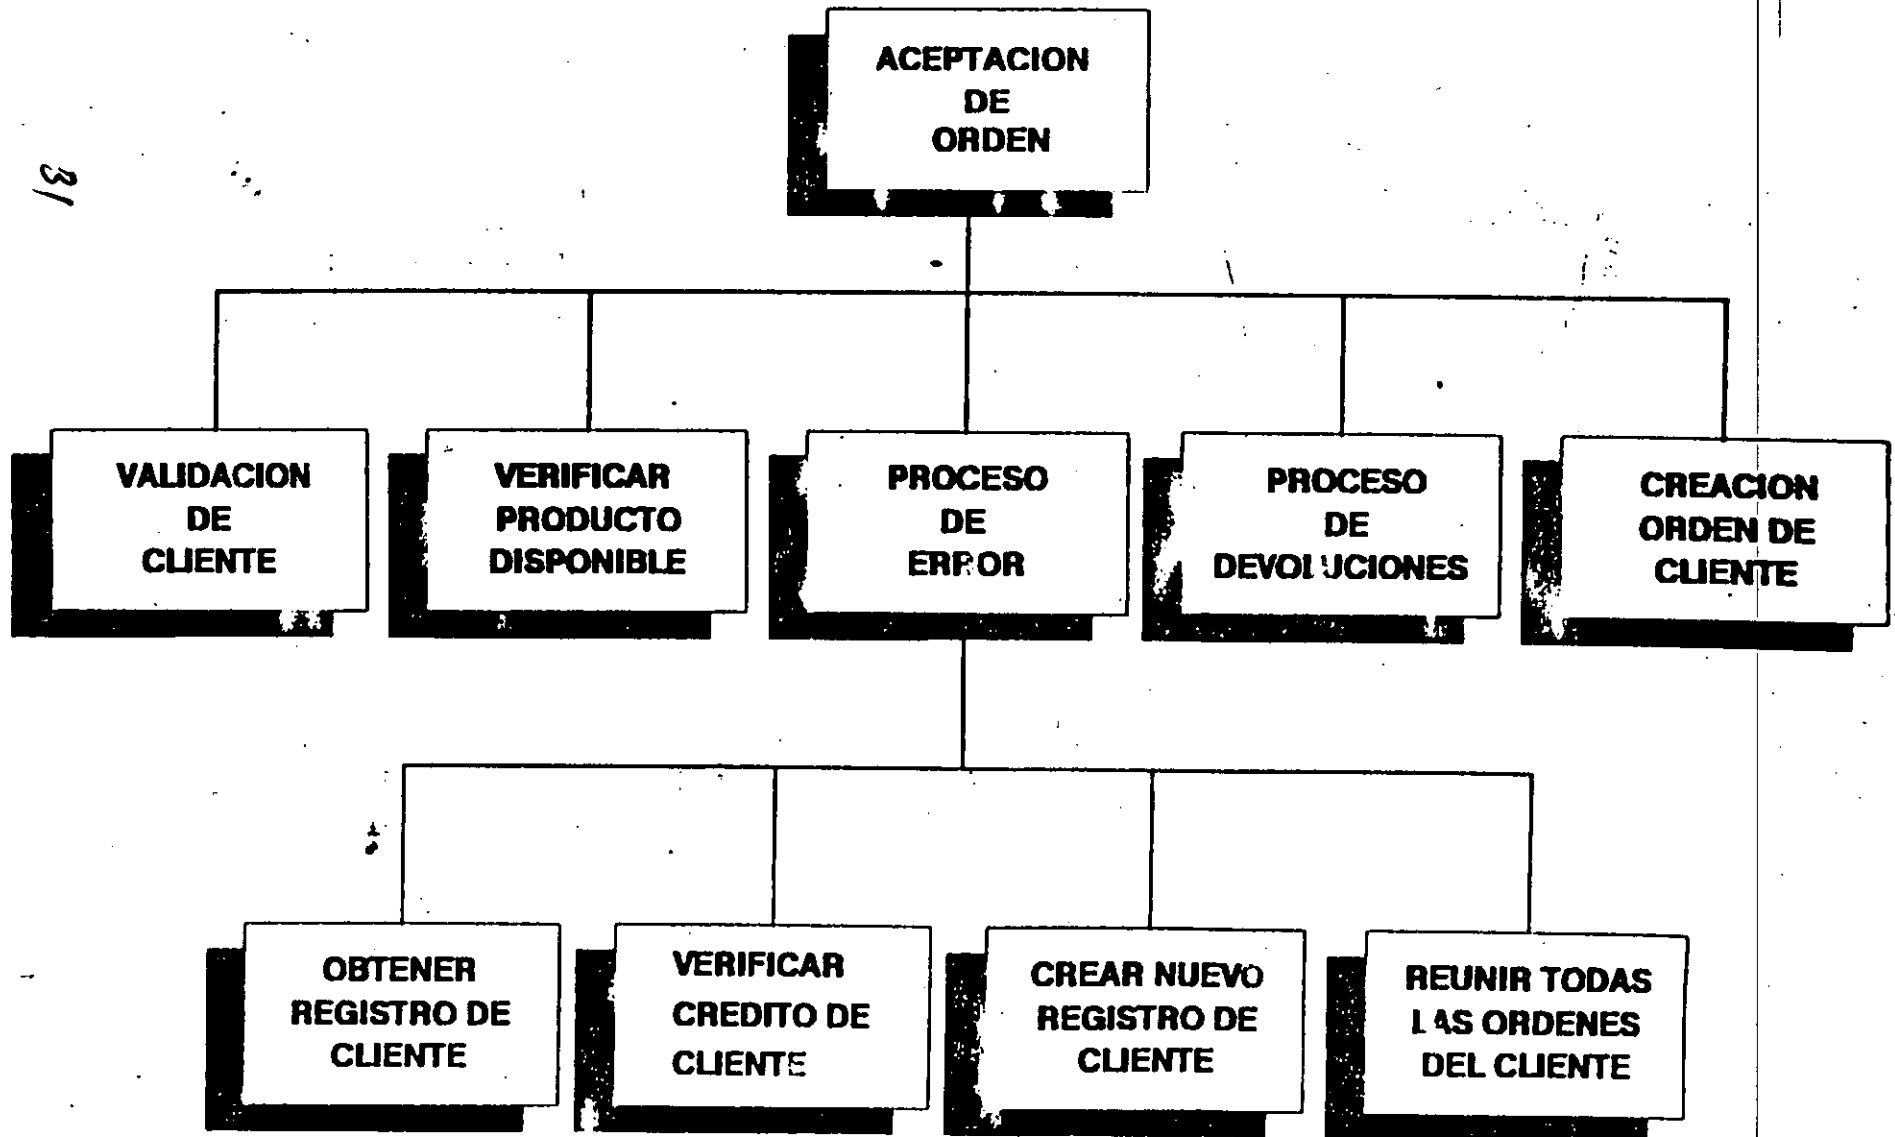 ACEPTACION
DE
ORDEN
31
VALIDACION
DE
CLIENTE
VERIFICAR
PRODUCTO
DISPONIBLE
PROCESO
DE
ERROR
PROCESO
DE
DEVOLUCIONES
CREACION
ORDEN DE
CLIENTE
OBTENER
REGISTRO DE
CLIENTE
VERIFICAR
CREDITO DE
CLIENTE
CREAR NUEVO
REGISTRO DE
CLIENTE
REUNIR TODAS
LAS ORDENES
DEL CLIENTE